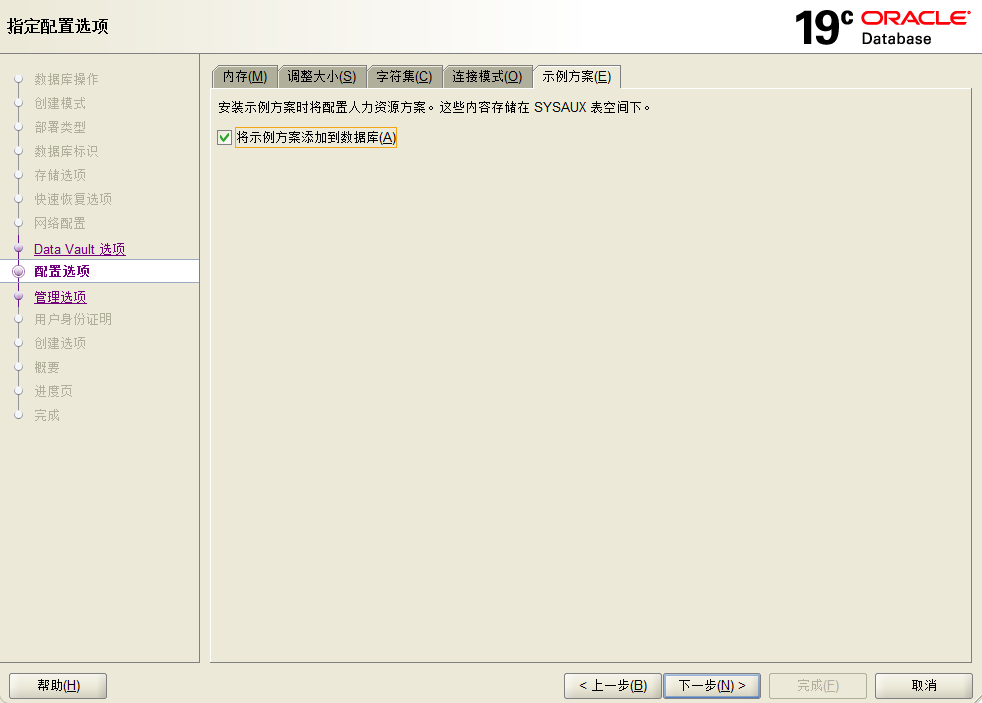 指定配置选项
19c ORACLE
Database
数据库操作
创建模式
部署类型
数据库标识
存储选项
快速恢复选项
网络配置
Data Vault 选项
配置选项
管理选项
用户身份证明
创建选项
概要
进度页
完成
内存(M) 调整大小(S) 字符集(C) 连接模式(O) 示例方案(E)
安装示例方案时将配置人力资源方案。这些内容存储在 SYSAUX 表空间下。
将示例方案添加到数据库(A)
帮助(H) < 上一步(B) 下一步(N) > 完成(F) 取消